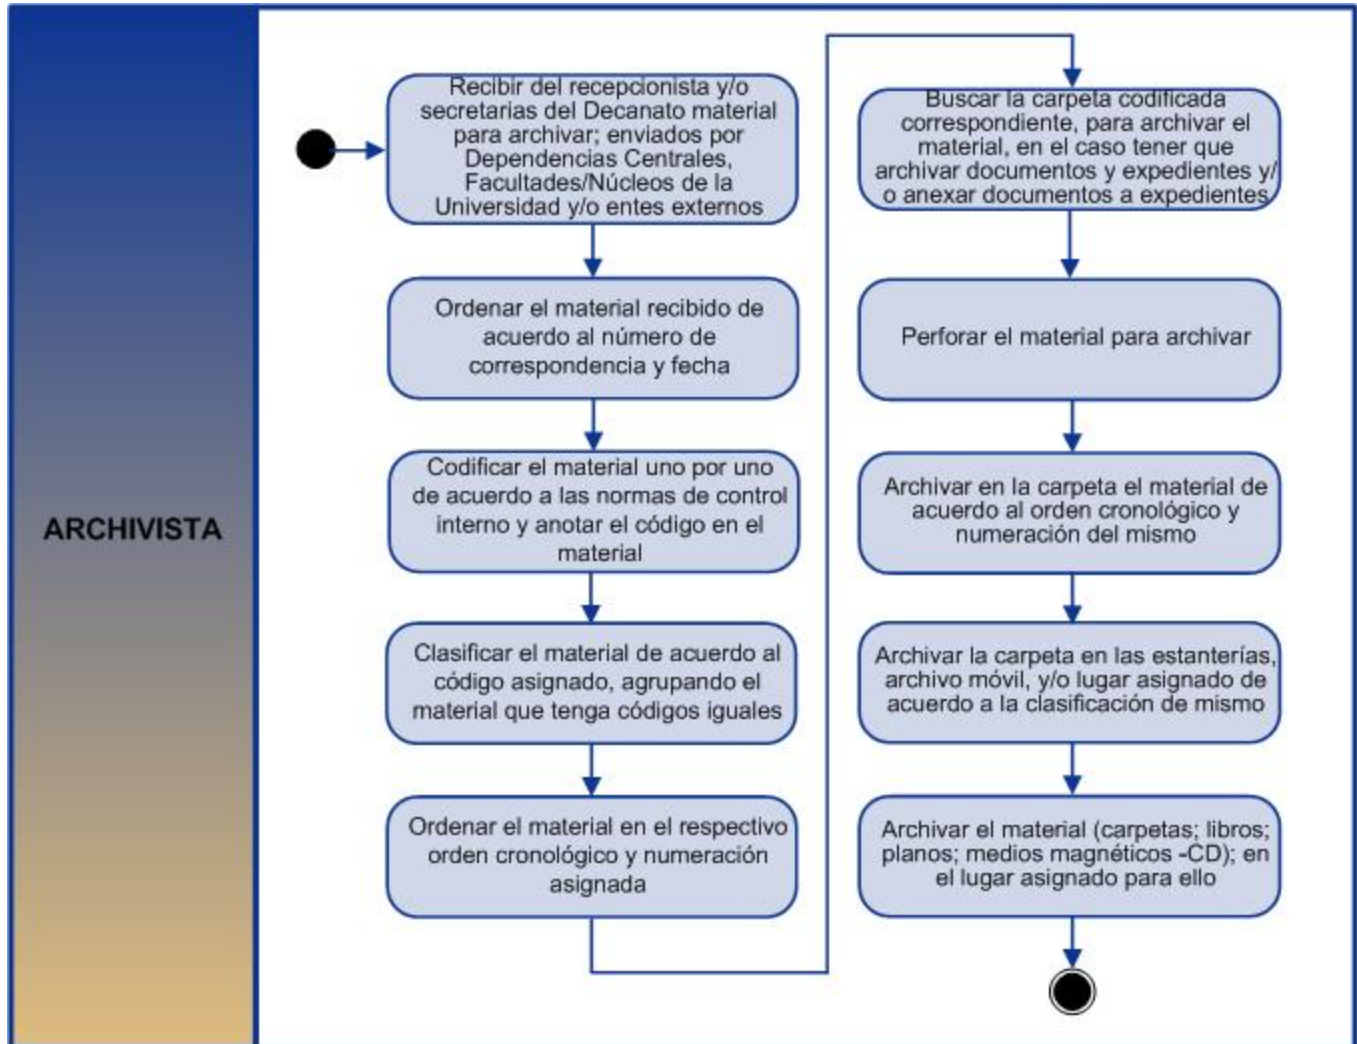 ARCHIVISTA
Recibir del recepcionista y/o
secretarias del Decanato material
para archivar; enviados por
Dependencias Centrales,
Facultades/Núcleos de la
Universidad y/o entes externos
Ordenar el material recibido de
acuerdo al número de
correspondencia y fecha
Codificar el material uno por uno
de acuerdo a las normas de control
interno y anotar el código en el
material
Clasificar el material de acuerdo al
código asignado, agrupando el
material que tenga códigos iguales
Ordenar el material en el respectivo
orden cronológico y numeración
asignada
Buscar la carpeta codificada
correspondiente, para archivar el
material, en el caso tener que
archivar documentos y expedientes y/
o anexar documentos a expedientes
Perforar el material para archivar
Archivar en la carpeta el material de
acuerdo al orden cronológico y
numeración del mismo
Archivar la carpeta en las estanterías,
archivo móvil, y/o lugar asignado de
acuerdo a la clasificación de mismo
Archivar el material (carpetas; libros;
planos; medios magnéticos -CD); en
el lugar asignado para ello